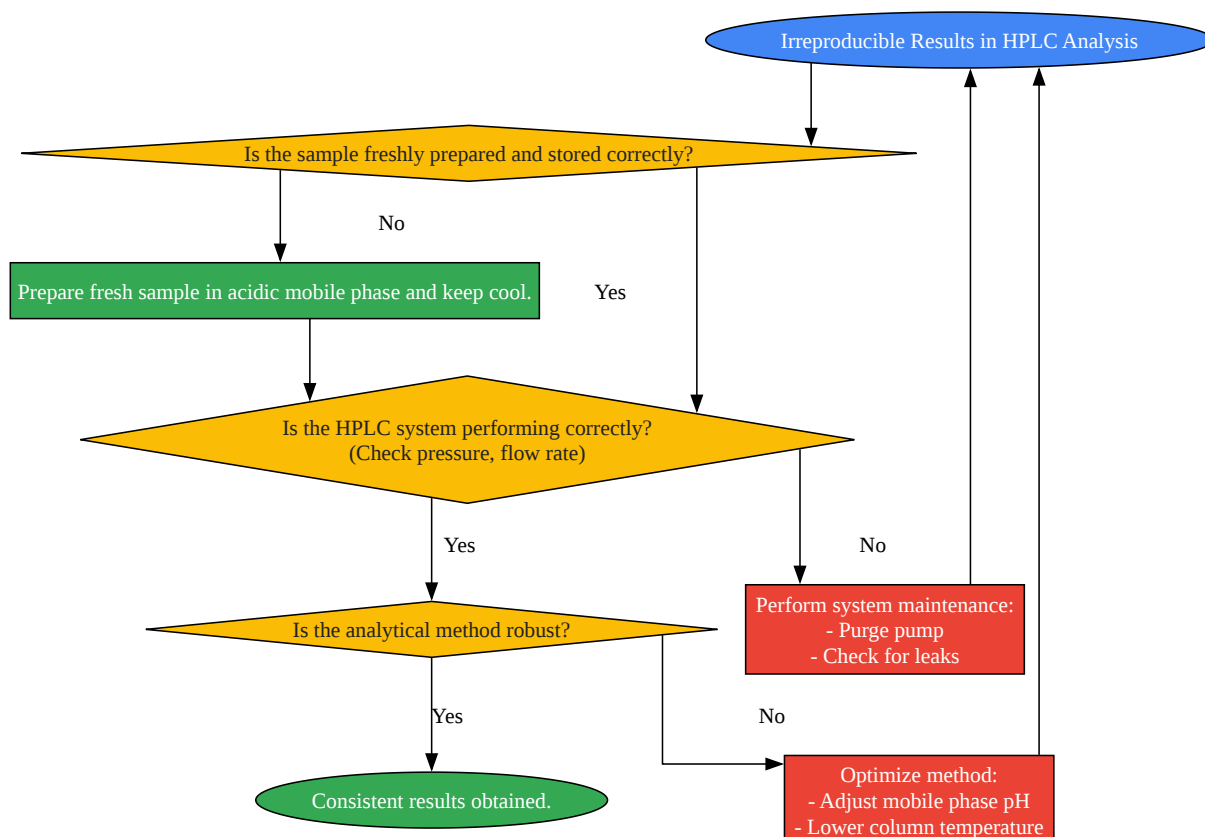 Irreproducible Results in HPLC Analysis
Is the sample freshly prepared and stored correctly?
No
Prepare fresh sample in acidic mobile phase and keep cool.
Yes
Is the HPLC system performing correctly?
(Check pressure, flow rate)
Yes
No
Perform system maintenance:
- Purge pump
- Check for leaks
Is the analytical method robust?
Yes
No
Optimize method:
- Adjust mobile phase pH
- Lower column temperature
Consistent results obtained.